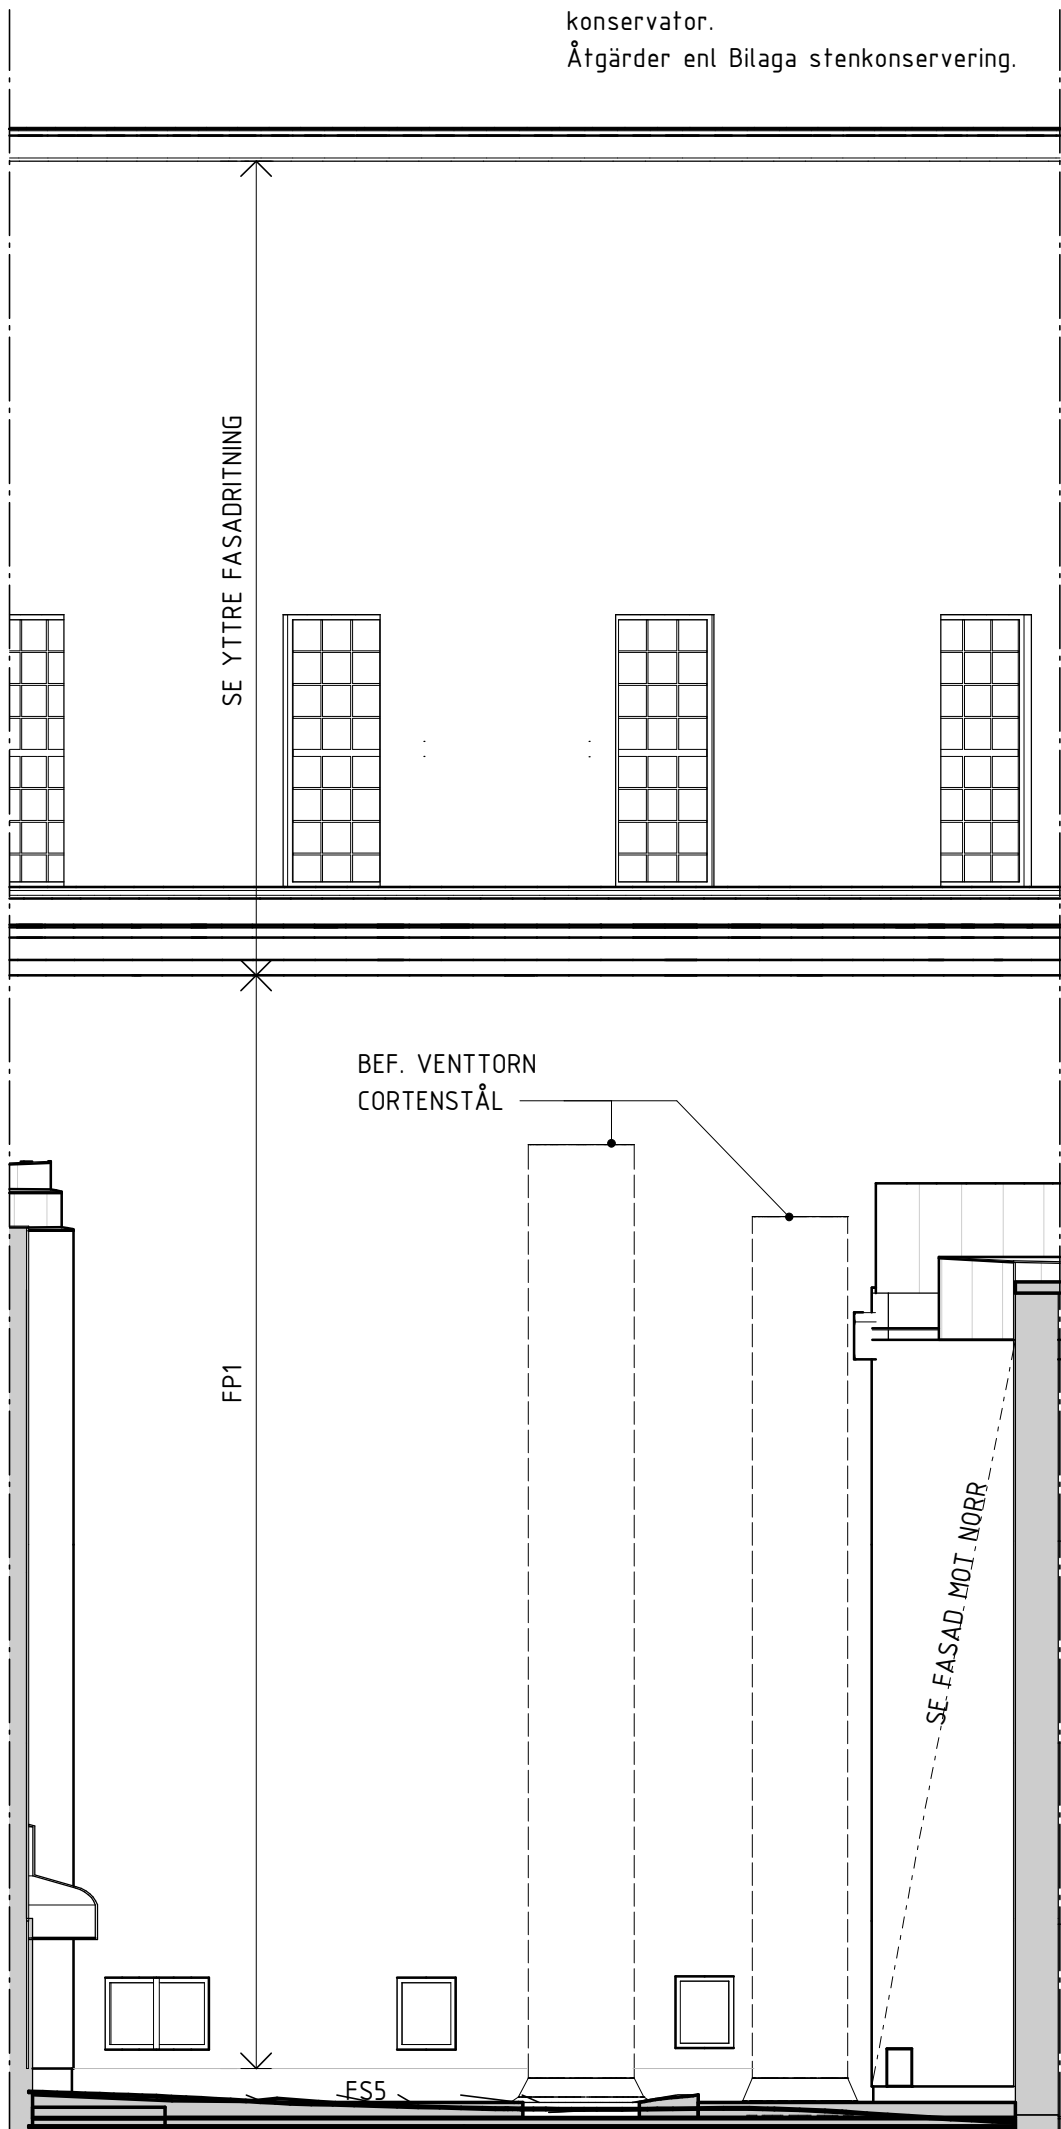 konservator.
Åtgärder enl Bilaga stenkonservering.
SE YTTRE FASADRITNING
BEF. VENTTORN
CORTENSTÅL
FP1
SE FASAD MOT NORR
FS5